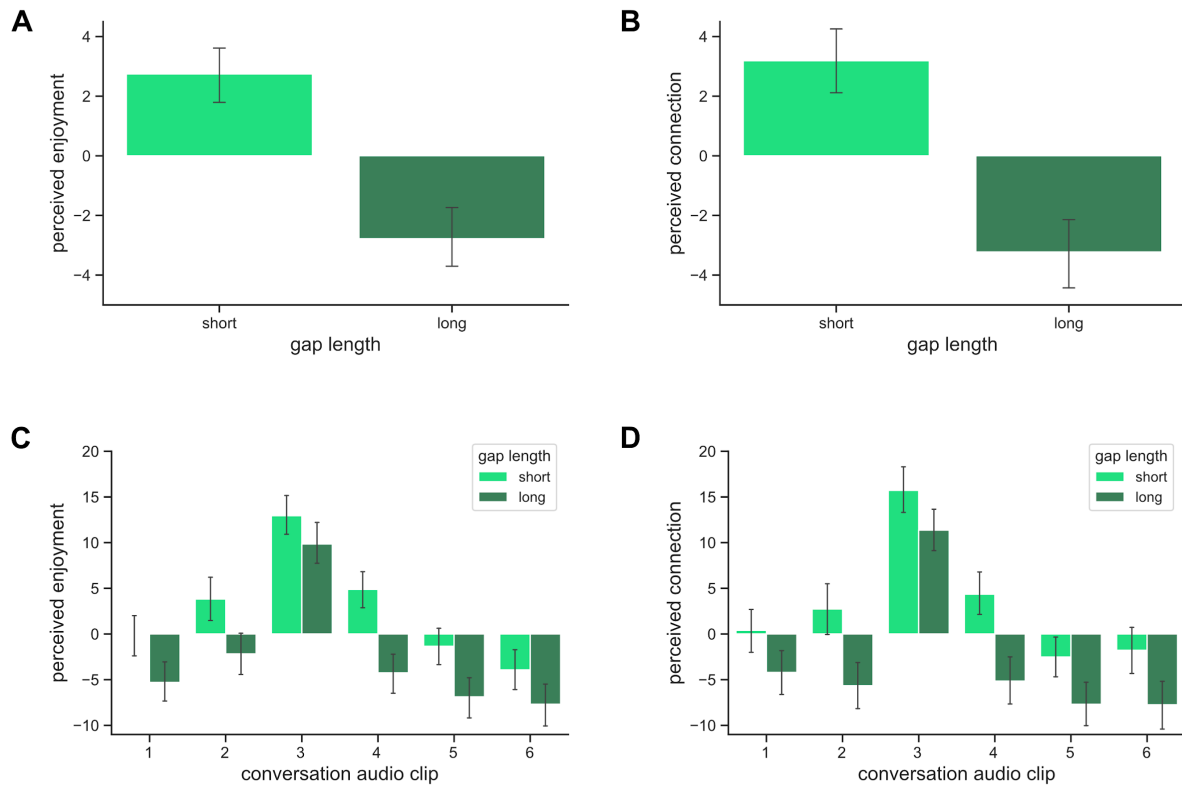 A
perceived enjoyment
4
2
0
−2
−4
short
long
gap length
B
perceived connection
4
2
0
−2
−4
short
long
gap length
C
perceived enjoyment
20
15
10
5
0
−5
−10
gap length
short
long
1
2
3
4
5
6
conversation audio clip
D
perceived connection
20
15
10
5
0
−5
−10
gap length
short
long
1
2
3
4
5
6
conversation audio clip